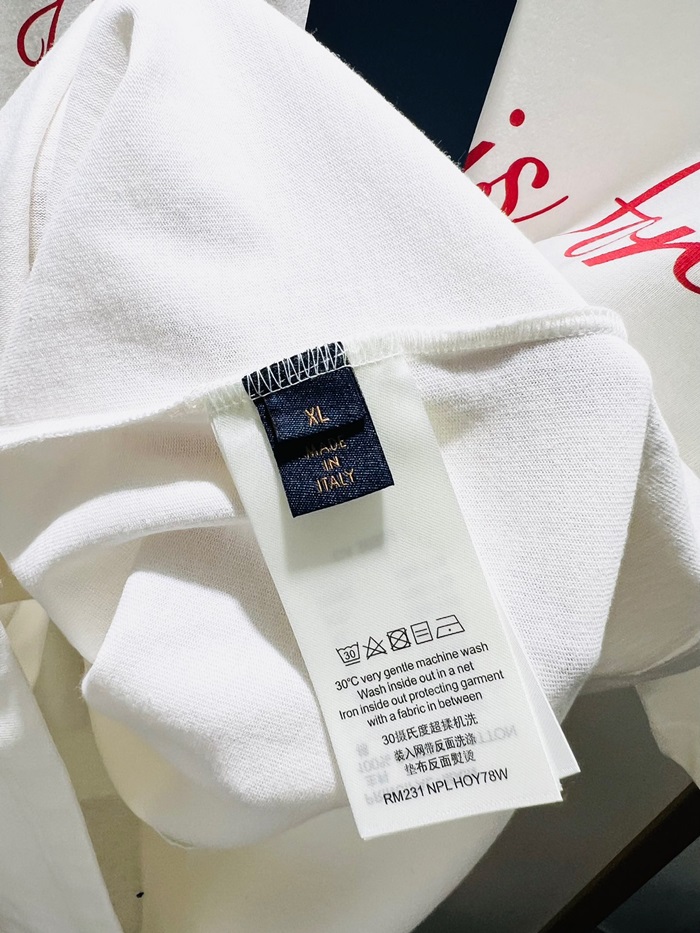 is
XL
MADE
IN
ITALY
30
30°C very gentle machine wash
Wash inside out in a net
Iron inside out protecting garment
with a fabric in between
30摄氏度超揉机洗
装入网带反面洗涤
垫布反面熨烫
RM231 NPL HOY78W